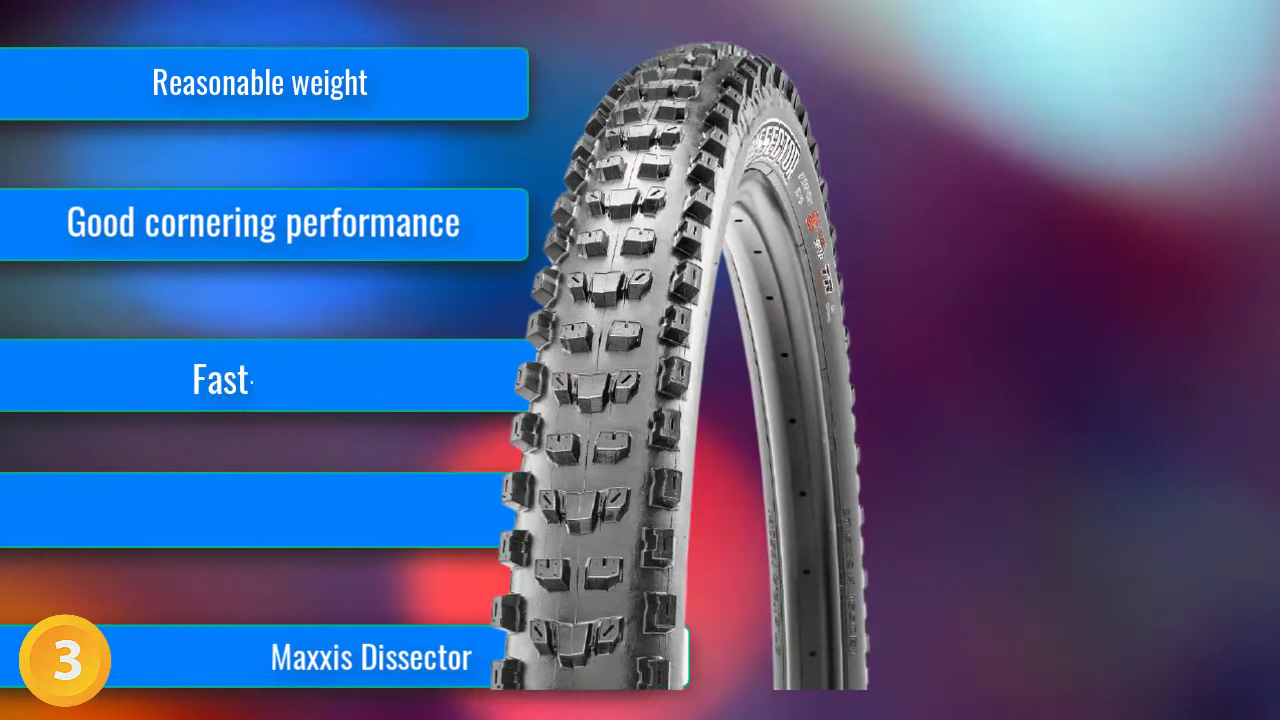 Reasonable weight
Good cornering performance
Fast
3
Maxxis Dissector